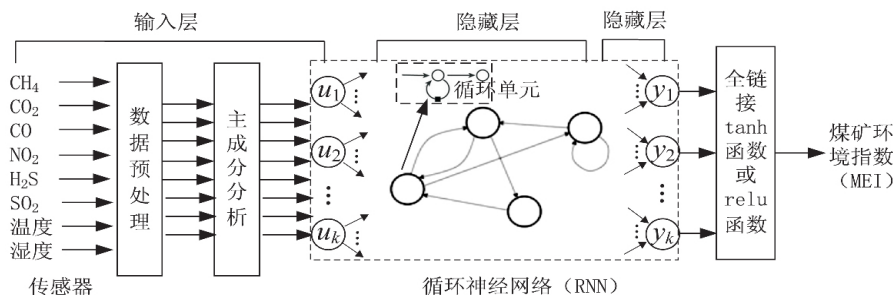 输入层
隐藏层
隐藏层
CH4
CO2
CO
NO2
H2S
SO2
温度
湿度
传感器
数据预处理
主成分分析
u1
u2
uk
循环单元
y1
y2
yk
全链
接
tanh
函数
或
relu
函数
煤矿环
境指数
(MEI)
循环神经网络(RNN)